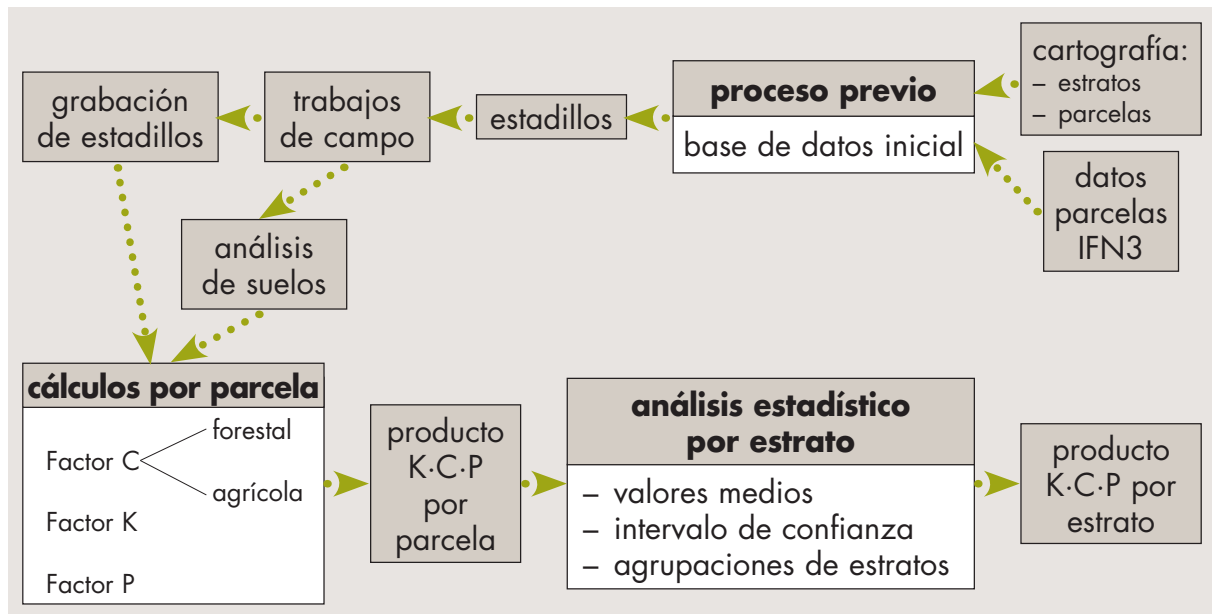 cartografía:
– estratos
– parcelas
datos
parcelas
IFN3
proceso previo
base de datos inicial
estadillos
trabajos
de campo
grabación
de estadillos
análisis
de suelos
cálculos por parcela
Factor C
forestal
agrícola
Factor K
Factor P
producto
K·C·P
por
parcela
análisis estadístico
por estrato
– valores medios
– intervalo de confianza
– agrupaciones de estratos
producto
K·C·P por
estrato